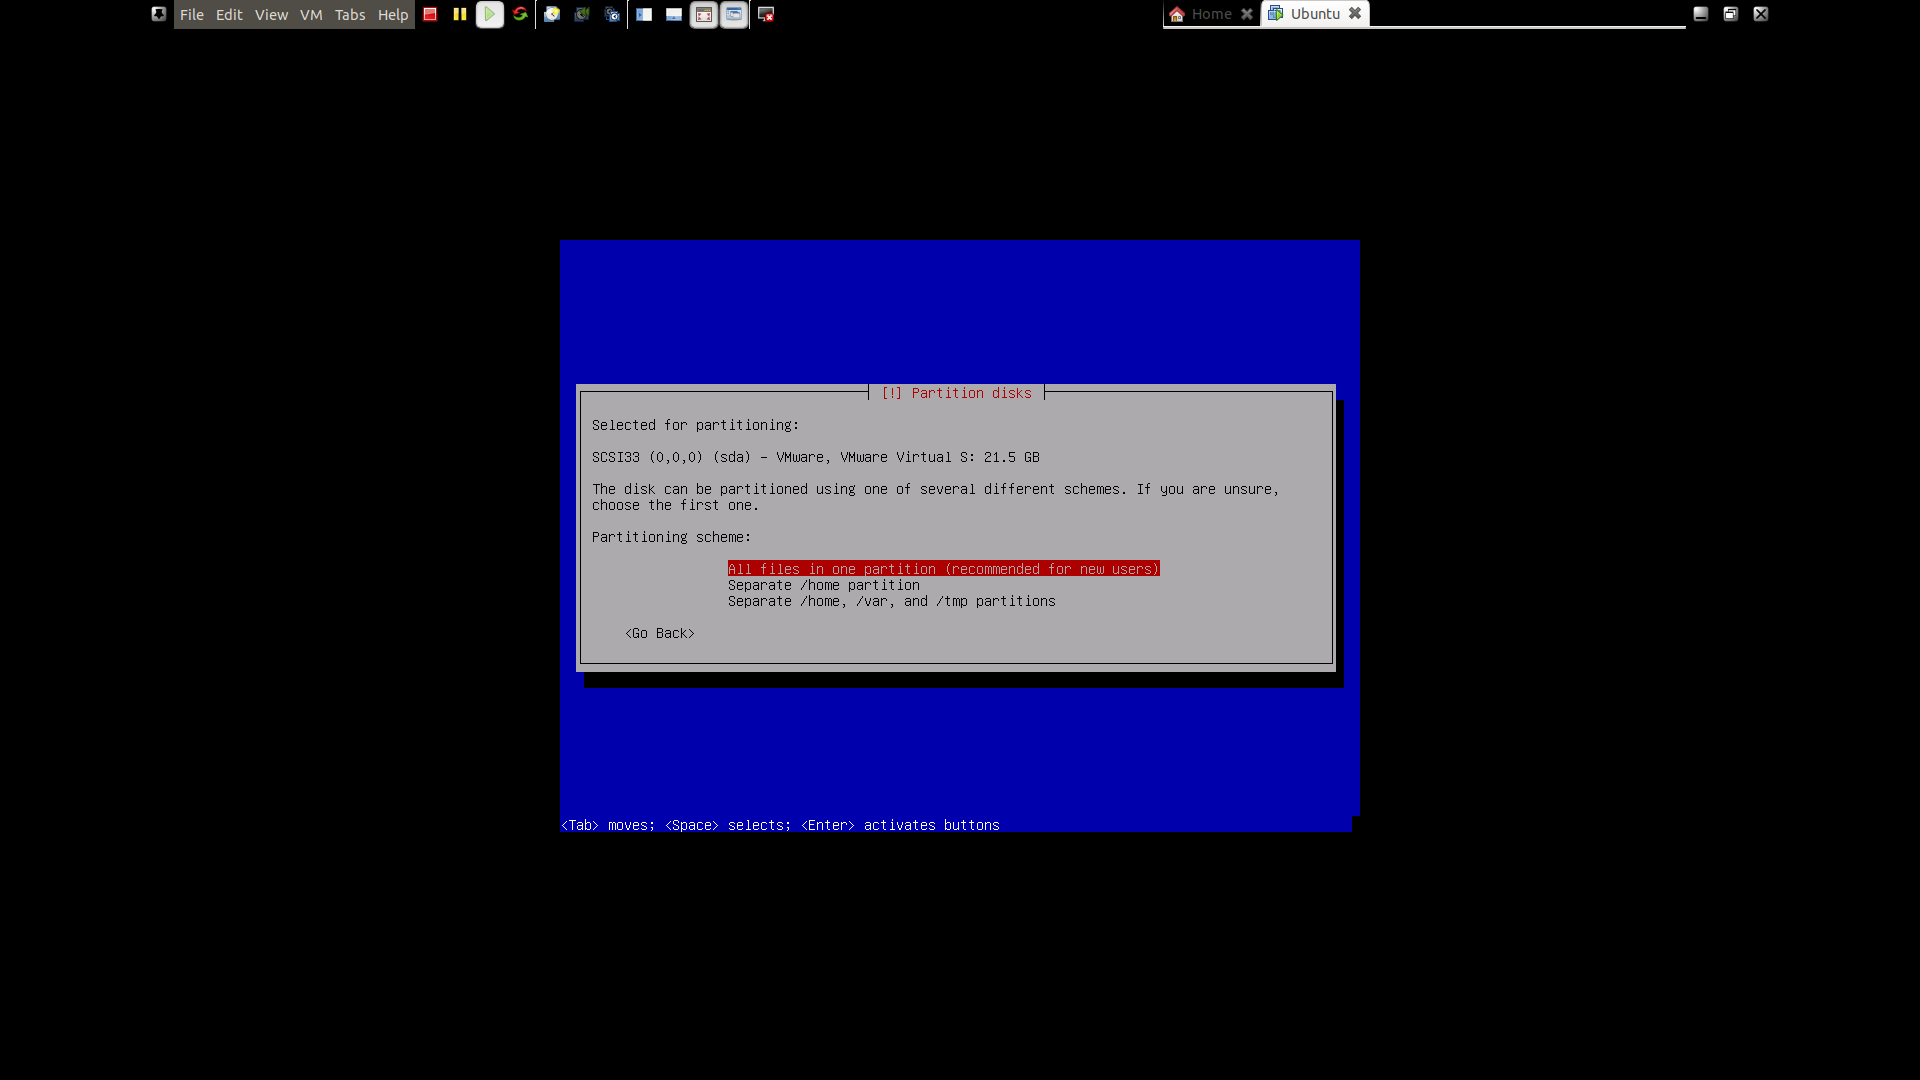 File Edit View VM Tabs Help Home Ubuntu
[!] Partition disks
Selected for partitioning:
SCSI33 (0,0,0) (sda) - VMware, VMware Virtual S: 21.5 GB
The disk can be partitioned using one of several different schemes. If you are unsure,
choose the first one.
Partitioning scheme:
All files in one partition (recommended for new users)
Separate /home partition
Separate /home, /var, and /tmp partitions
<Go Back>
<Tab> moves; <Space> selects; <Enter> activates buttons